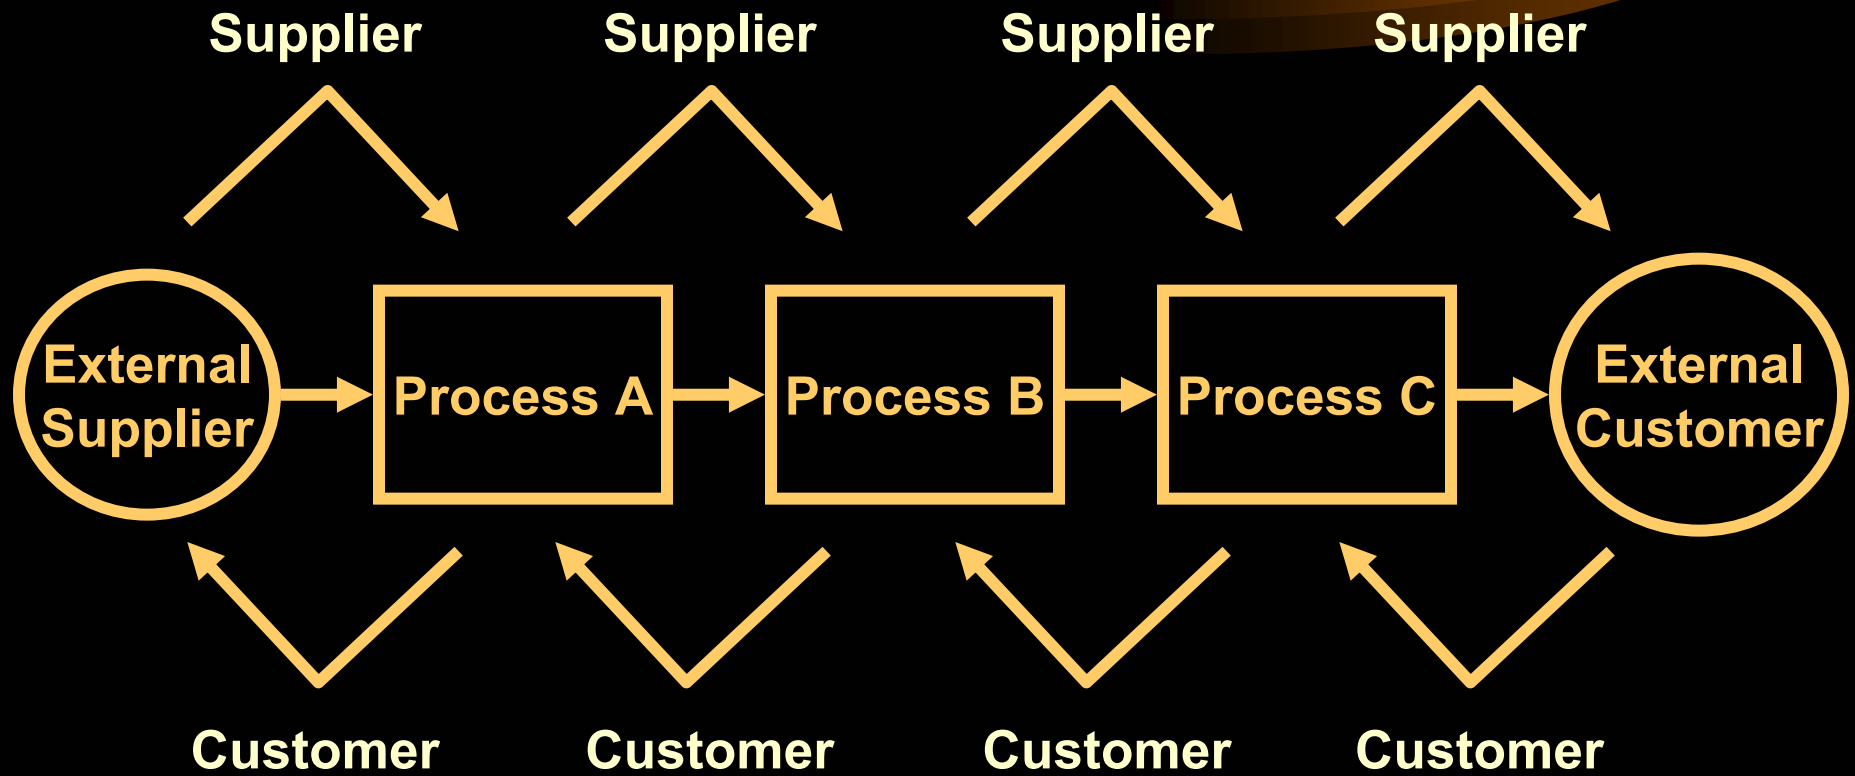 Supplier Supplier Supplier Supplier
External
Supplier
Process A
Process B
Process C
External
Customer
Customer Customer Customer Customer